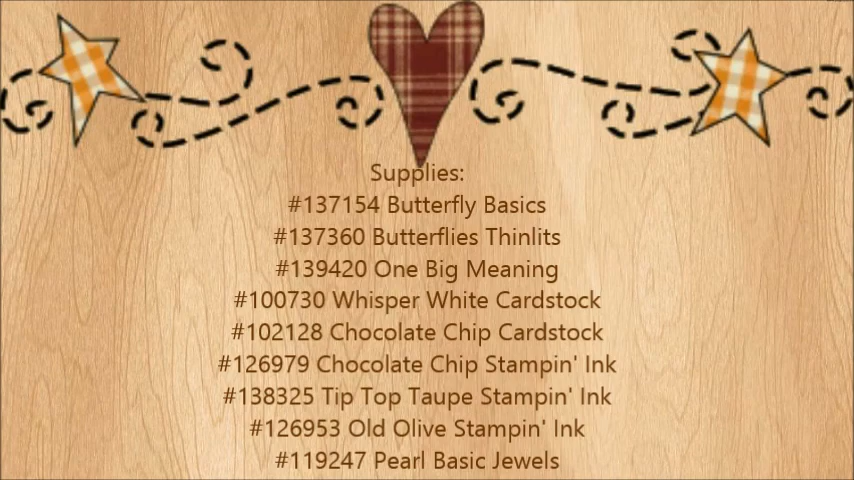 Supplies:
#137154 Butterfly Basics
#137360 Butterflies Thinlits
#139420 One Big Meaning
#100730 Whisper White Cardstock
#102128 Chocolate Chip Cardstock
#126979 Chocolate Chip Stampin' Ink
#138325 Tip Top Taupe Stampin' Ink
#126953 Old Olive Stampin' Ink
#119247 Pearl Basic Jewels